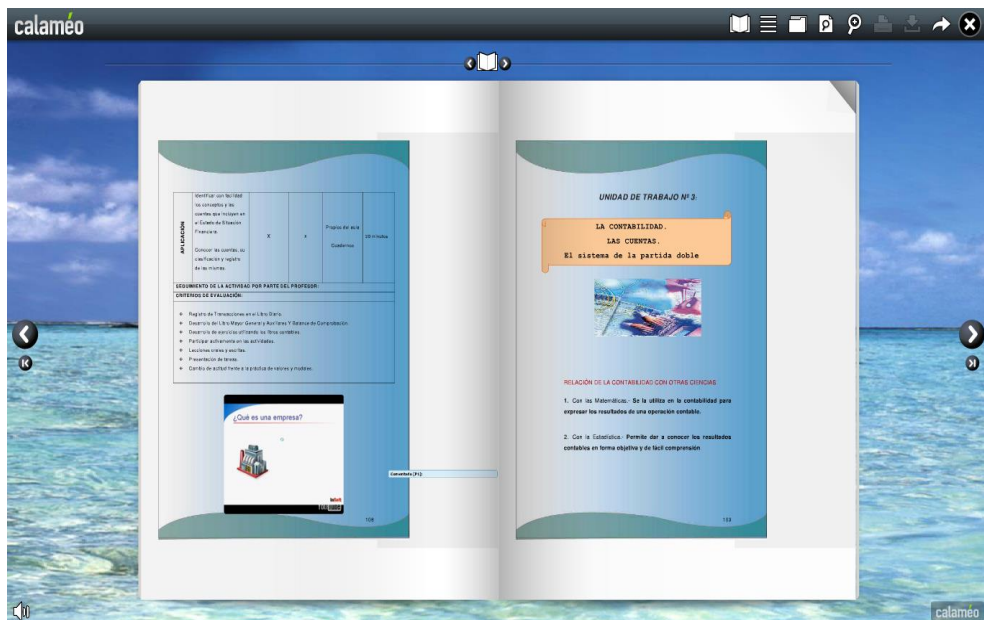 calaméo
Identificar con facilidad
los conceptos y las
cuentas que incluyen en
el Estado de Situación
Financiera.
Conocer las cuentas, su
clasificación y registro
de las mismas.
APLICACIÓN
X
x
Pruebas del aula
Cuadernos
SEGUIMIENTO DE LA ACTIVIDAD POR PARTE DEL PROFESOR:
CRITERIOS DE EVALUACIÓN:
Registro de Transacciones en el Libro Diario.
Desarrollo del Libro Mayor General y Auxiliares Y Balance de Comprobación.
Desarrollo de ejercicios utilizando los libros contables.
Participar activamente en las actividades.
Lecciones orales y escritas.
Presentación de tareas.
Cambio de actitud frente a la práctica de valores y modales.
¿Qué es una empresa?
Comentario [P1]:
UNIDAD DE TRABAJO Nº 3.
LA CONTABILIDAD.
LAS CUENTAS.
El sistema de la partida doble
RELACIÓN DE LA CONTABILIDAD CON OTRAS CIENCIAS
1. Con las Matemáticas.- Se la utiliza en la contabilidad para
expresar los resultados de una operación contable.
2. Con la Estadística.- Permite dar a conocer los resultados
contables en forma objetiva y de fácil comprensión
calaméo